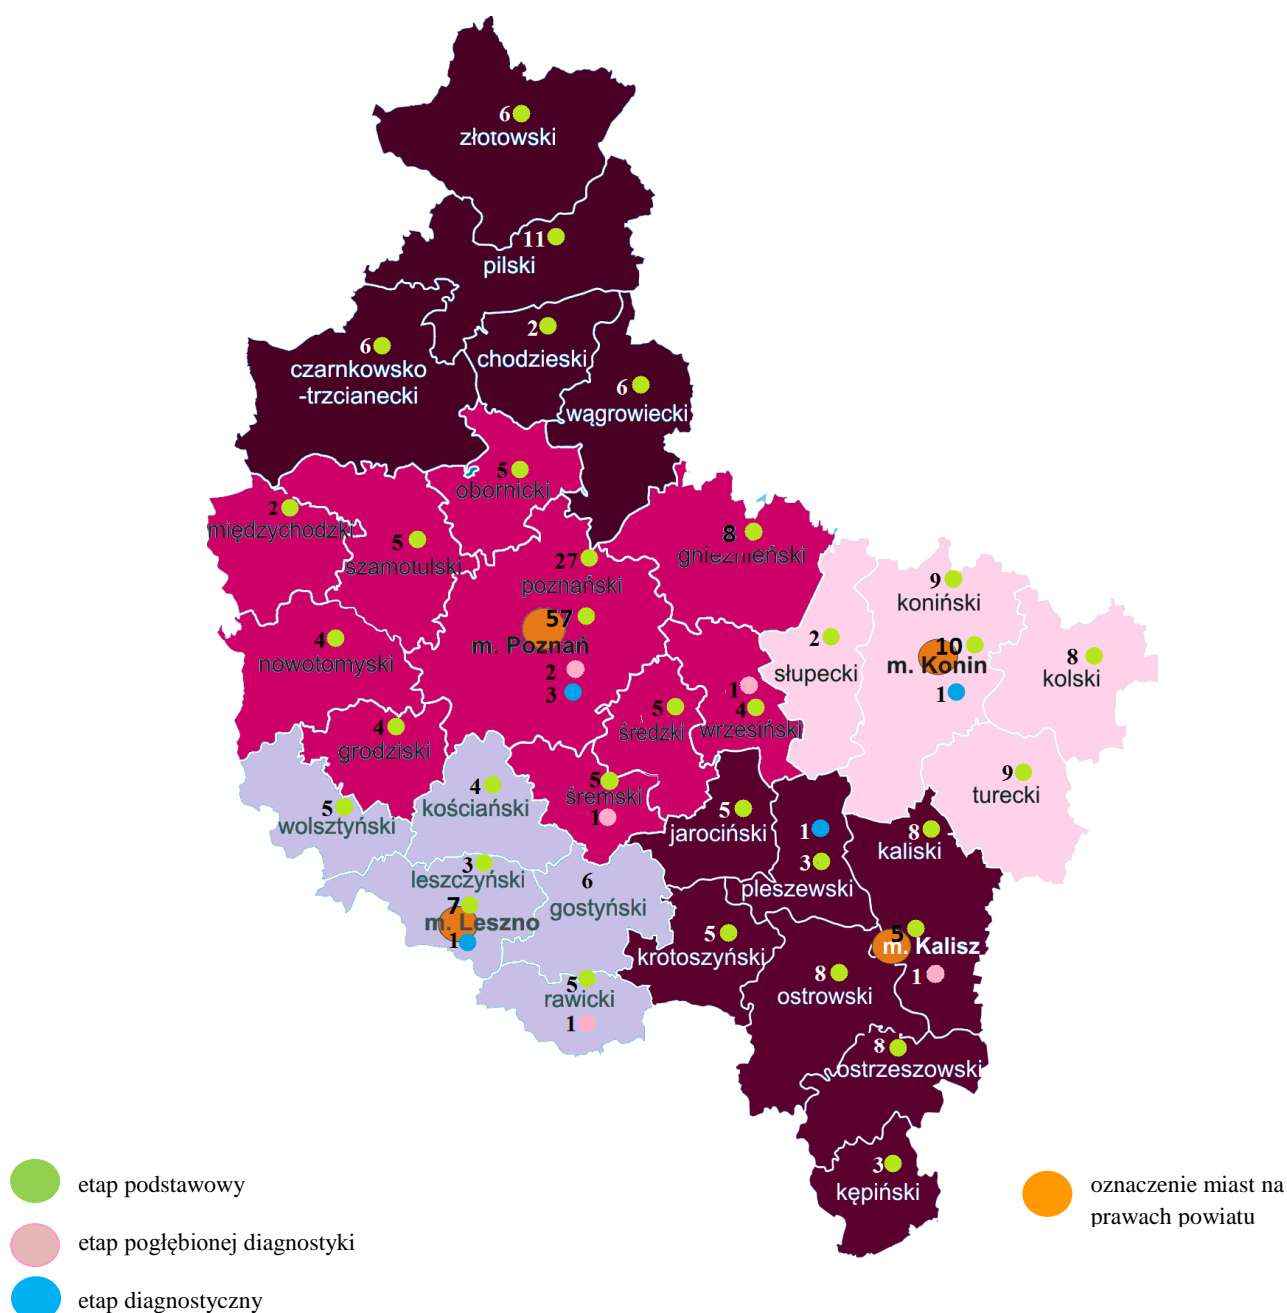 6
złotowski
11
pilski
2
chodzieski
6
czarnkowsko
-trzcianecki
6
wągrowiecki
5
obornicki
2
międzychodzki
5
szamotulski
8
gnieźnieński
27
poznański
57
m. Poznań
2
3
9
koniński
10
m. Konin
1
2
słupecki
8
kolski
4
nowotomyski
1
4
wrzesiński
5
średzki
4
grodziski
9
turecki
5
śremski
1
4
kościański
5
wolsztyński
5
jarociński
1
3
pleszewski
8
kaliski
3
leszczyński
7
m. Leszno
1
6
gostyński
5
krotoszyński
5
m. Kalisz
1
8
ostrowski
5
rawicki
1
8
ostrzeszowski
3
kępiński
etap podstawowy
etap pogłębionej diagnostyki
etap diagnostyczny
oznaczenie miast na
prawach powiatu